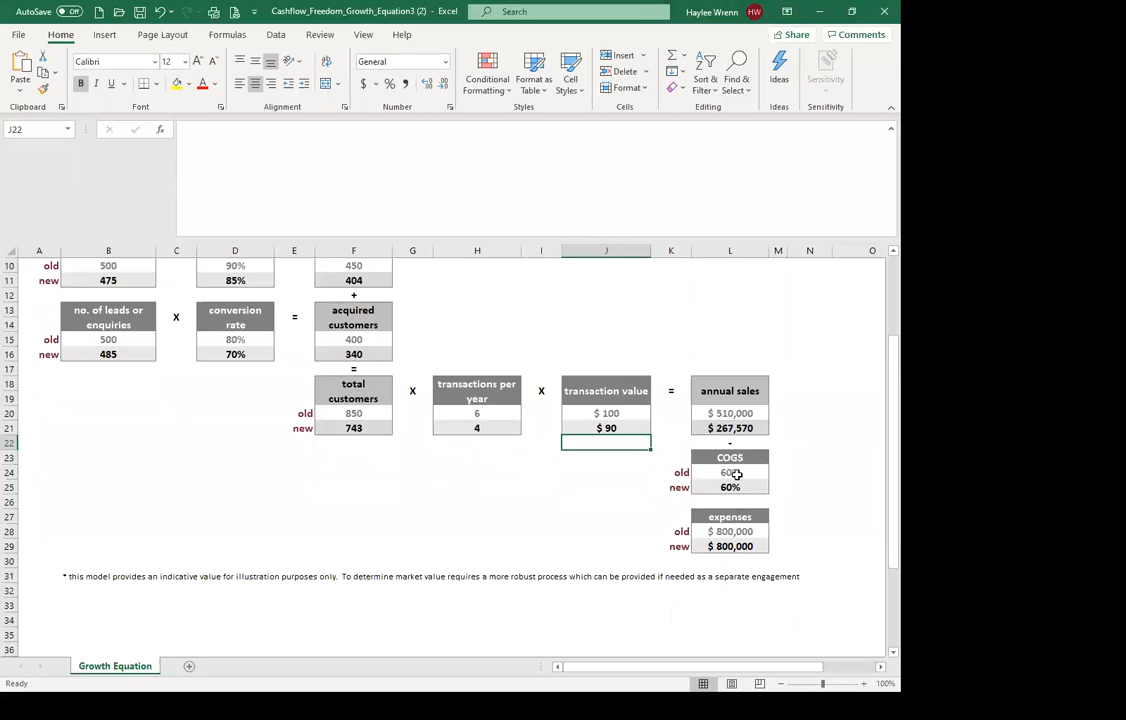 AutoSave Off Cashflow_Freedom_Growth_Equation3 (2) - Excel Search Haylee Wrenn HW
File Home Insert Page Layout Formulas Data Review View Help Share Comments
Calibri 12 General Insert
Paste Conditional Formatting Format as Table Cell Styles Delete Sort & Filter Find & Select Ideas Sensitivity
B I U $ % , Format
Clipboard Font Alignment Number Styles Cells Editing Ideas Sensitivity
J22 fx
A B C D E F G H I J K L M N O
10 old 500 90% 450
11 new 475 85% 404
12 +
13 no. of leads or conversion acquired
X =
14 enquiries rate customers
15 old 500 80% 400
16 new 485 70% 340
17 =
18 total transactions per
X X transaction value = annual sales
19 customers year
20 old 850 6 $ 100 $ 510,000
21 new 743 4 $ 90 $ 267,570
22 -
23 COGS
24 old
25 new 60%
26
27 expenses
28 old $ 800,000
29 new $ 800,000
30
31 * this model provides an indicative value for illustration purposes only. To determine market value requires a more robust process which can be provided if needed as a separate engagement
32
33
34
35
36
Growth Equation
Ready 100%